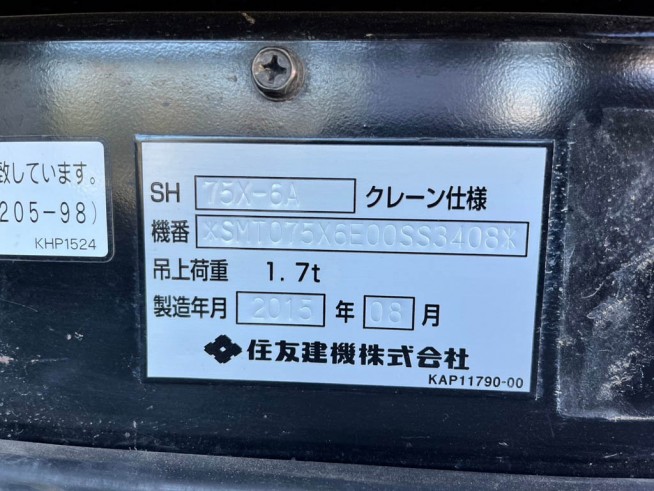 致しています。
205-98)
KHP1524
SH 75X-6A クレーン仕様
機番 *SMT075X6E00SS3408*
吊上荷重 1.7t
製造年月 2015 年 08 月
住友建機株式会社
KAP11790-00